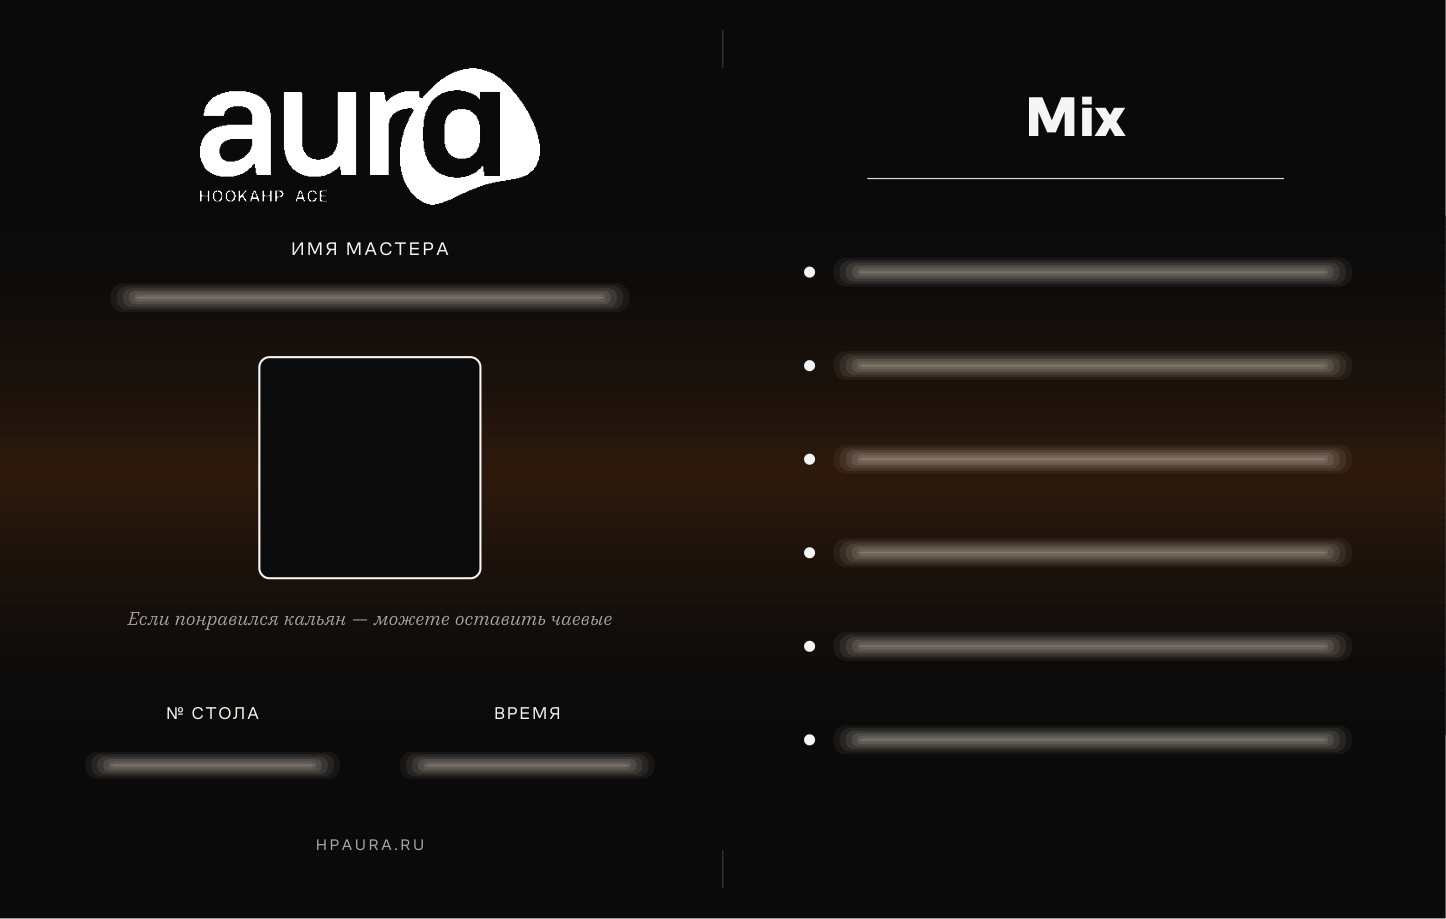 aura
HOOKAHP ACE
ИМЯ МАСТЕРА
Если понравился кальян — можете оставить чаевые
№ СТОЛА
ВРЕМЯ
HPAURA.RU
Mix